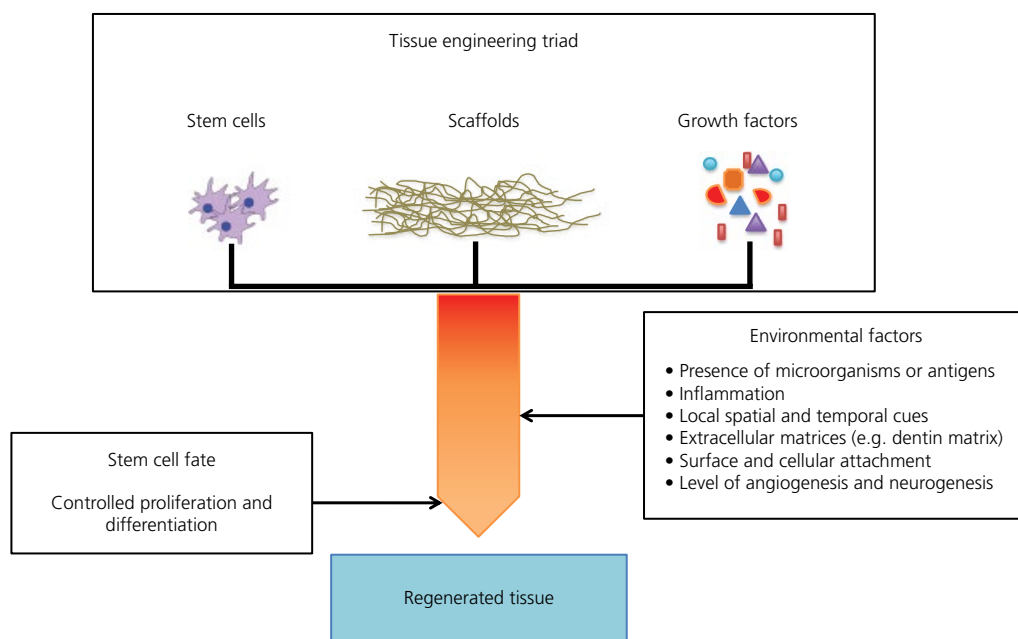 Tissue engineering triad
Stem cells
Scaffolds
Growth factors
Environmental factors
• Presence of microorganisms or antigens
• Inflammation
• Local spatial and temporal cues
• Extracellular matrices (e.g. dentin matrix)
• Surface and cellular attachment
• Level of angiogenesis and neurogenesis
Stem cell fate
Controlled proliferation and
differentiation
Regenerated tissue